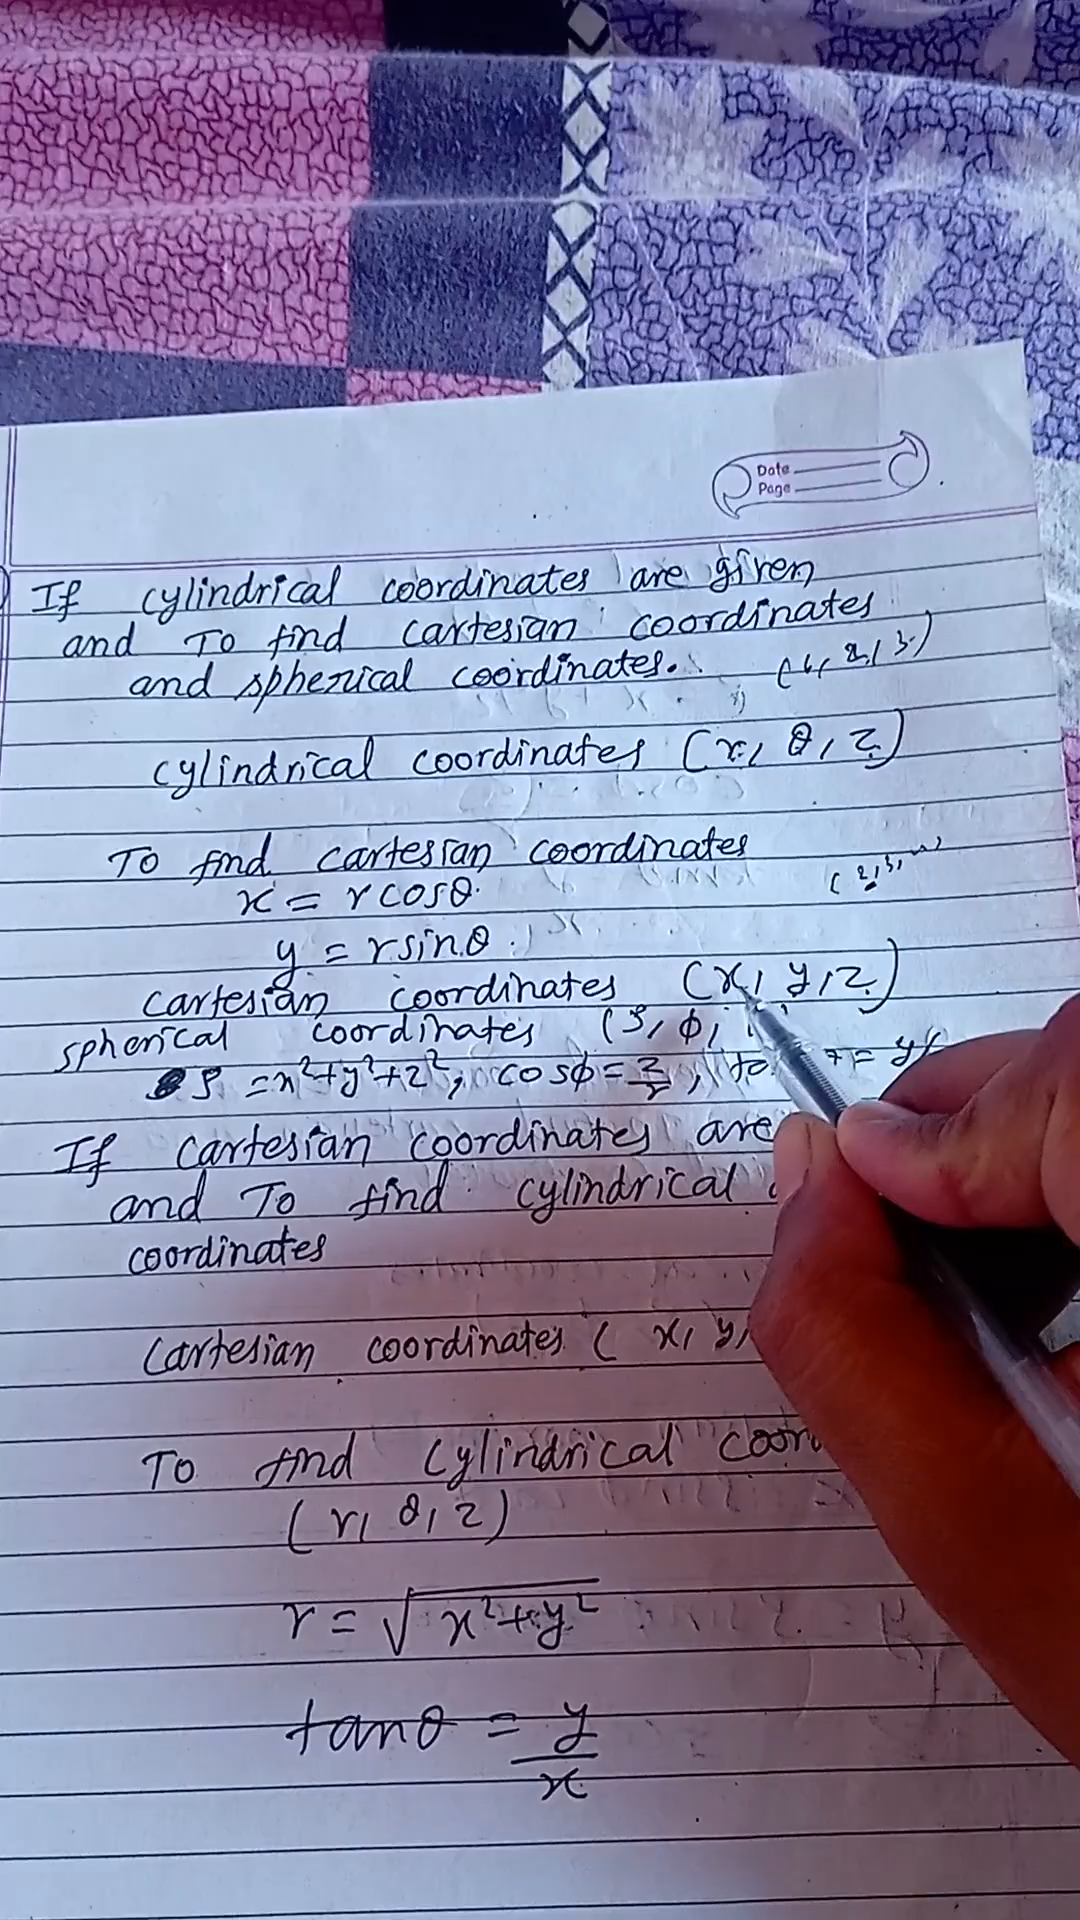 Date
Page
If cylindrical coordinates are given
and To find cartesian coordinates
and spherical coordinates.
cylindrical coordinates (r, θ, z)
To find cartesian coordinates
x = r cosθ
(2,3,
y = r sinθ
cartesian coordinates (x, y, z)
spherical coordinates (ρ, ϕ,
ρ = x²+y²+z², cosϕ = z/r,
If cartesian coordinates are
and To find cylindrical
coordinates
cartesian coordinates ( x, y,
To find cylindrical
(r, θ, z)
r = √x²+y²
tanθ = y/x